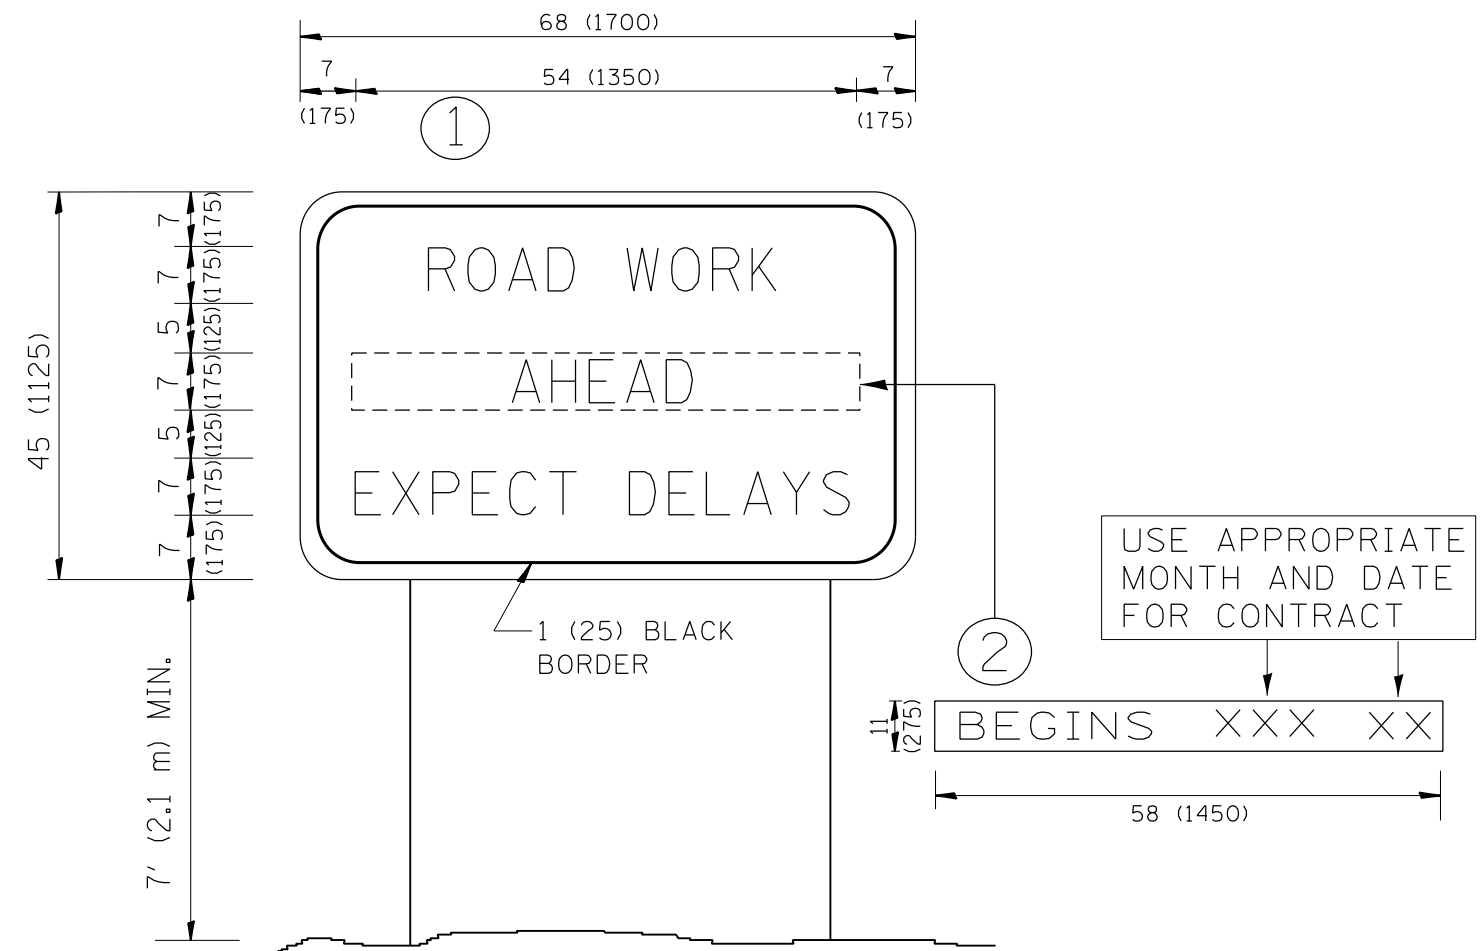 68 (1700)
7
54 (1350)
7
(175)
(175)
1
45 (1125)
7
(175)
7
(175)
5
(125)
7
(175)
5
(125)
7
(175)
7
(175)
ROAD WORK
AHEAD
EXPECT DELAYS
1 (25) BLACK
BORDER
7' (2.1 m) MIN.
USE APPROPRIATE
MONTH AND DATE
FOR CONTRACT
2
11
(275)
BEGINS XXX XX
58 (1450)